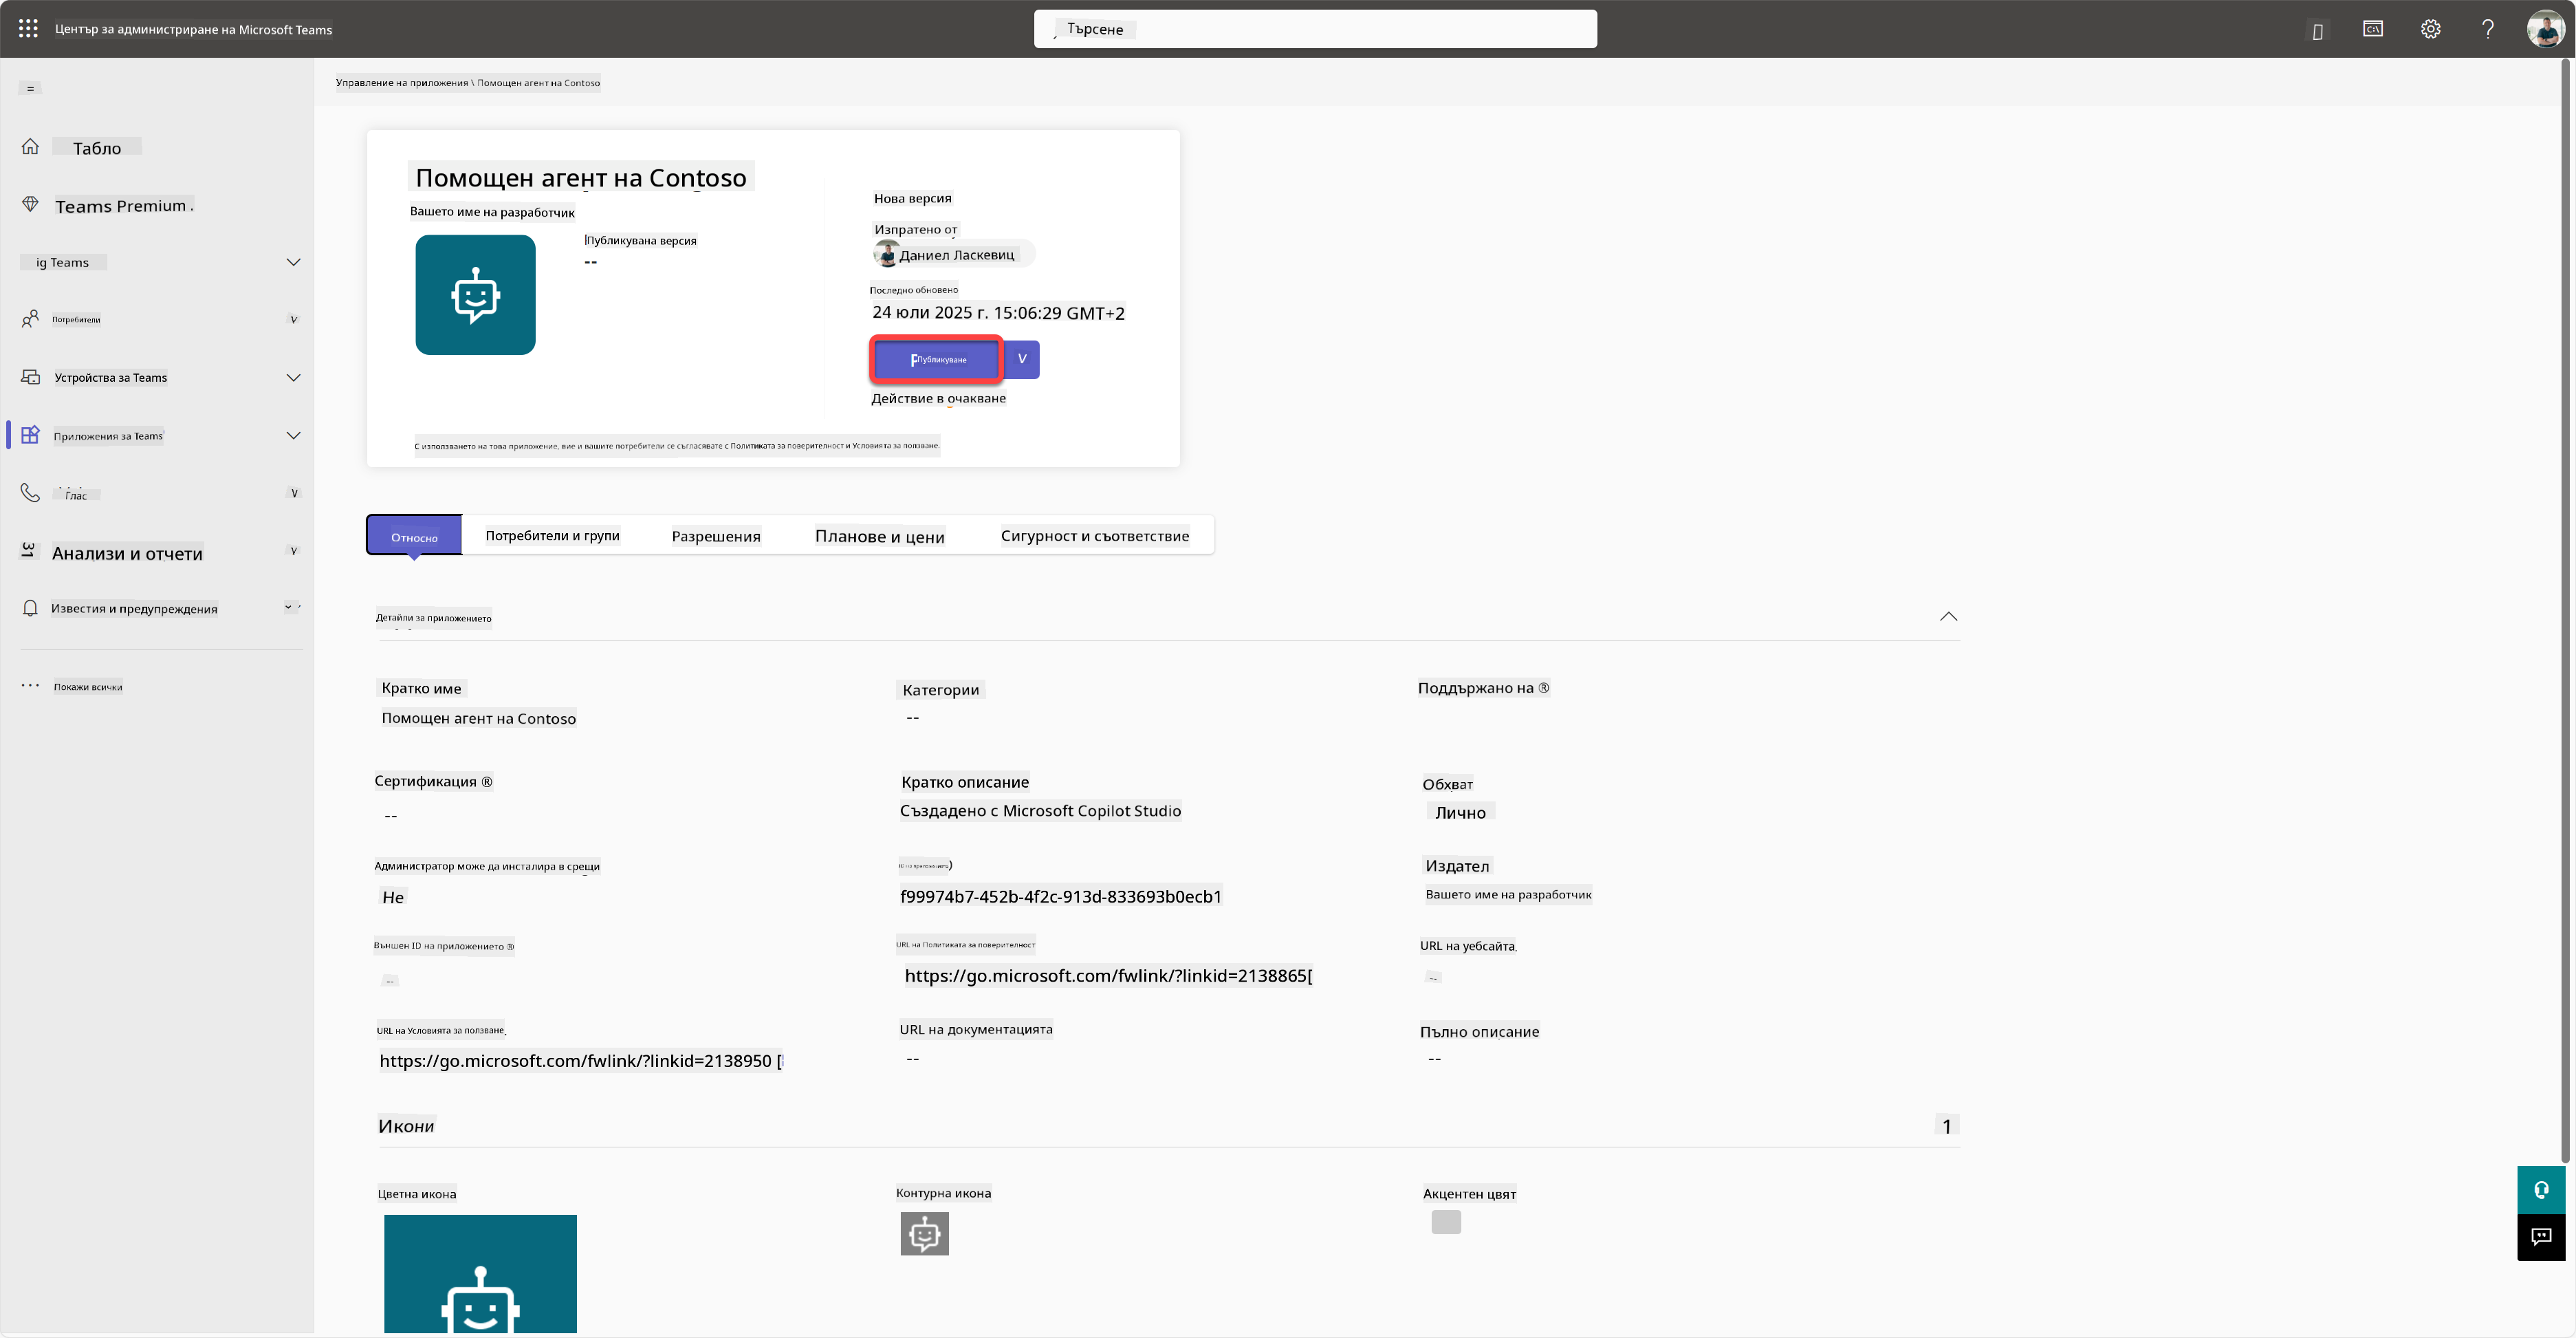 Център за администриране на Microsoft Teams
Търсене
Управление на приложения \ Помощен агент на Contoso
Табло
Teams Premium .
ig Teams
Потребители
Устройства за Teams
Приложения за Teams
Глас
Анализи и отчети
Известия и предупреждения
Покажи всички
Помощен агент на Contoso
Вашето име на разработчик
Публикувана версия
--
Нова версия
Изпратено от
Даниел Ласкевиц
Последно обновено
24 юли 2025 г. 15:06:29 GMT+2
Публикуване
V
Действие в очакване
С използването на това приложение, вие и вашите потребители се съгласявате с Политиката за поверителност и Условията за ползване.
Относно Потребители и групи Разрешения Планове и цени Сигурност и съответствие
Детайли за приложението
Кратко име Категории Поддържано на ®
Помощен агент на Contoso --
Сертификация ® Кратко описание Обхват
-- Създадено с Microsoft Copilot Studio Лично
Администратор може да инсталира в срещи ID на приложението) Издател
Не f99974b7-452b-4f2c-913d-833693b0ecb1 Вашето име на разработчик
Външен ID на приложението ® URL на Политиката за поверителност URL на уебсайта.
-- https://go.microsoft.com/fwlink/?linkid=2138865[ --
URL на Условията за ползване. URL на документацията Пълно описание
https://go.microsoft.com/fwlink/?linkid=2138950 [ -- --
Икони 1
Цветна икона Контурна икона Акцентен цвят